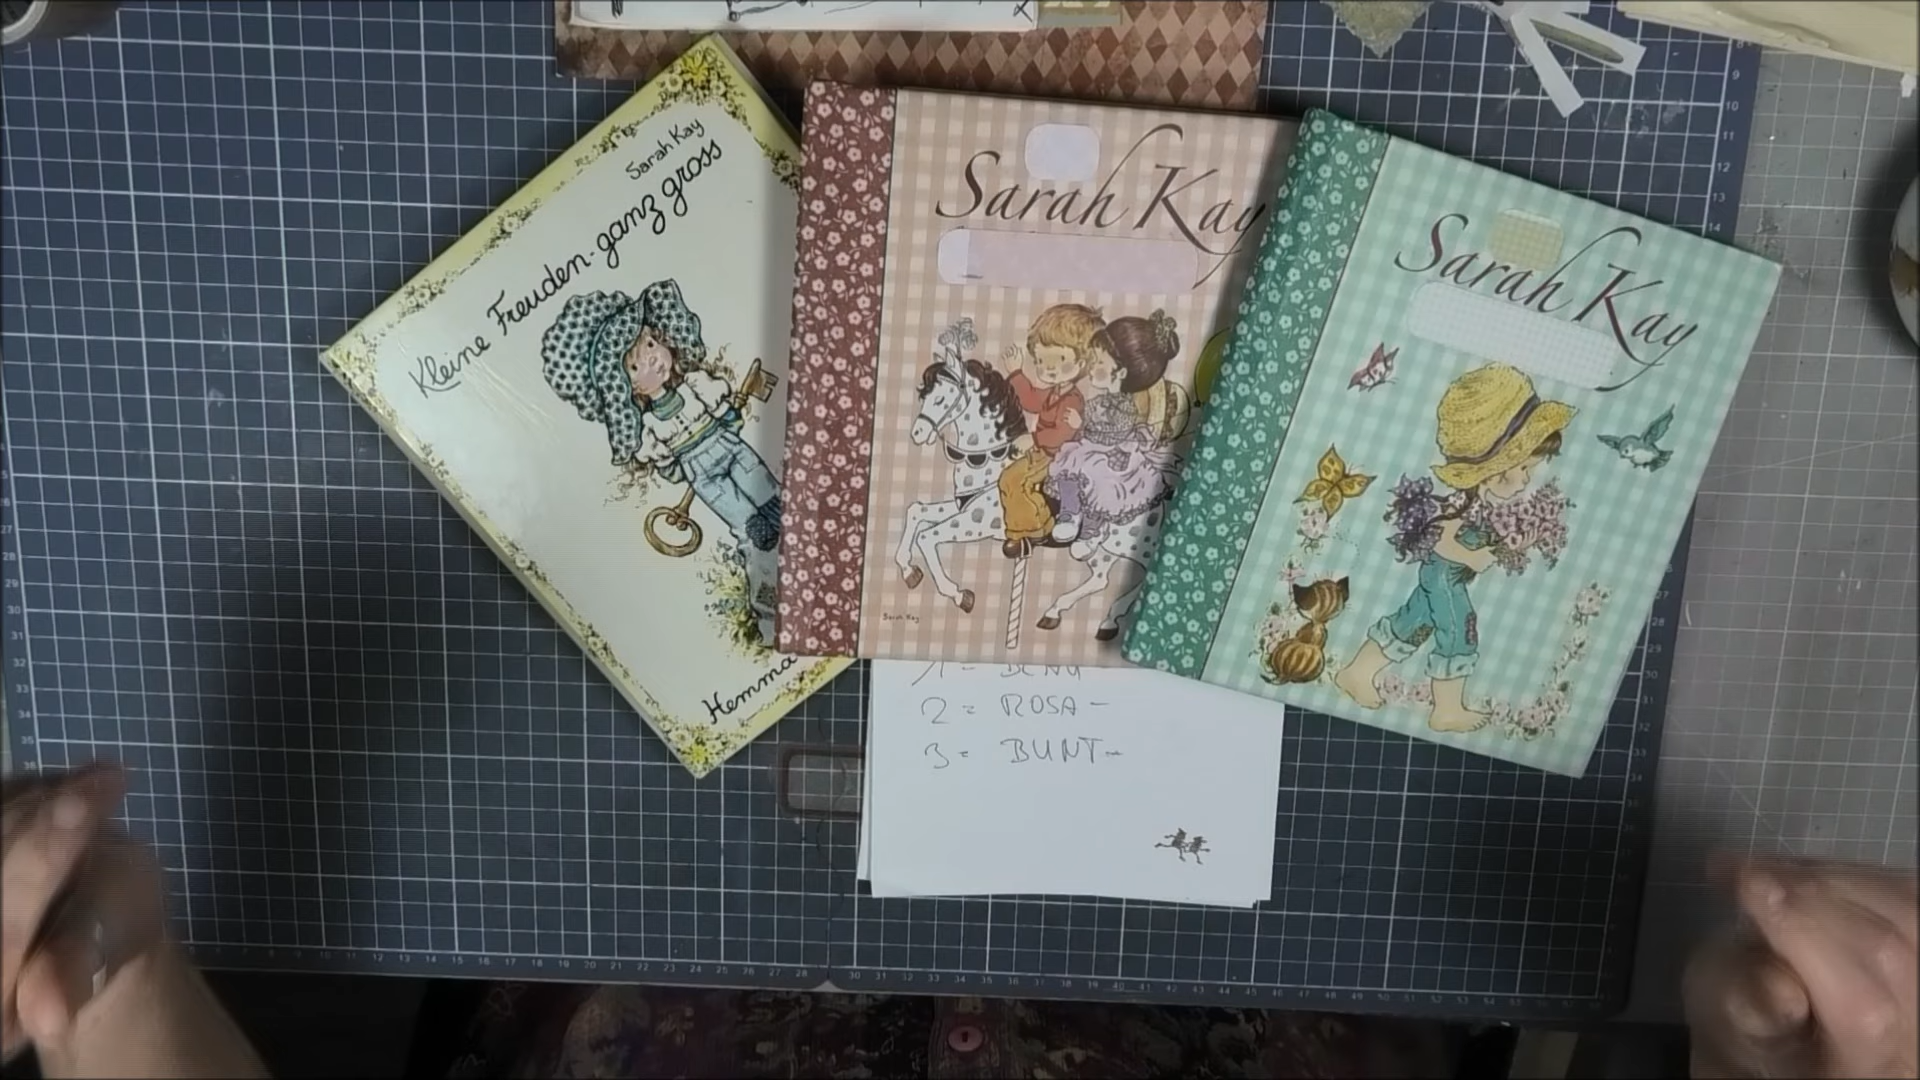 Sarah Kay
Kleine Freuden - ganz gross
Hemma
Sarah Kay
Sarah Kay
Sarah Kay
2 = ROSA -
3 = BUNT -